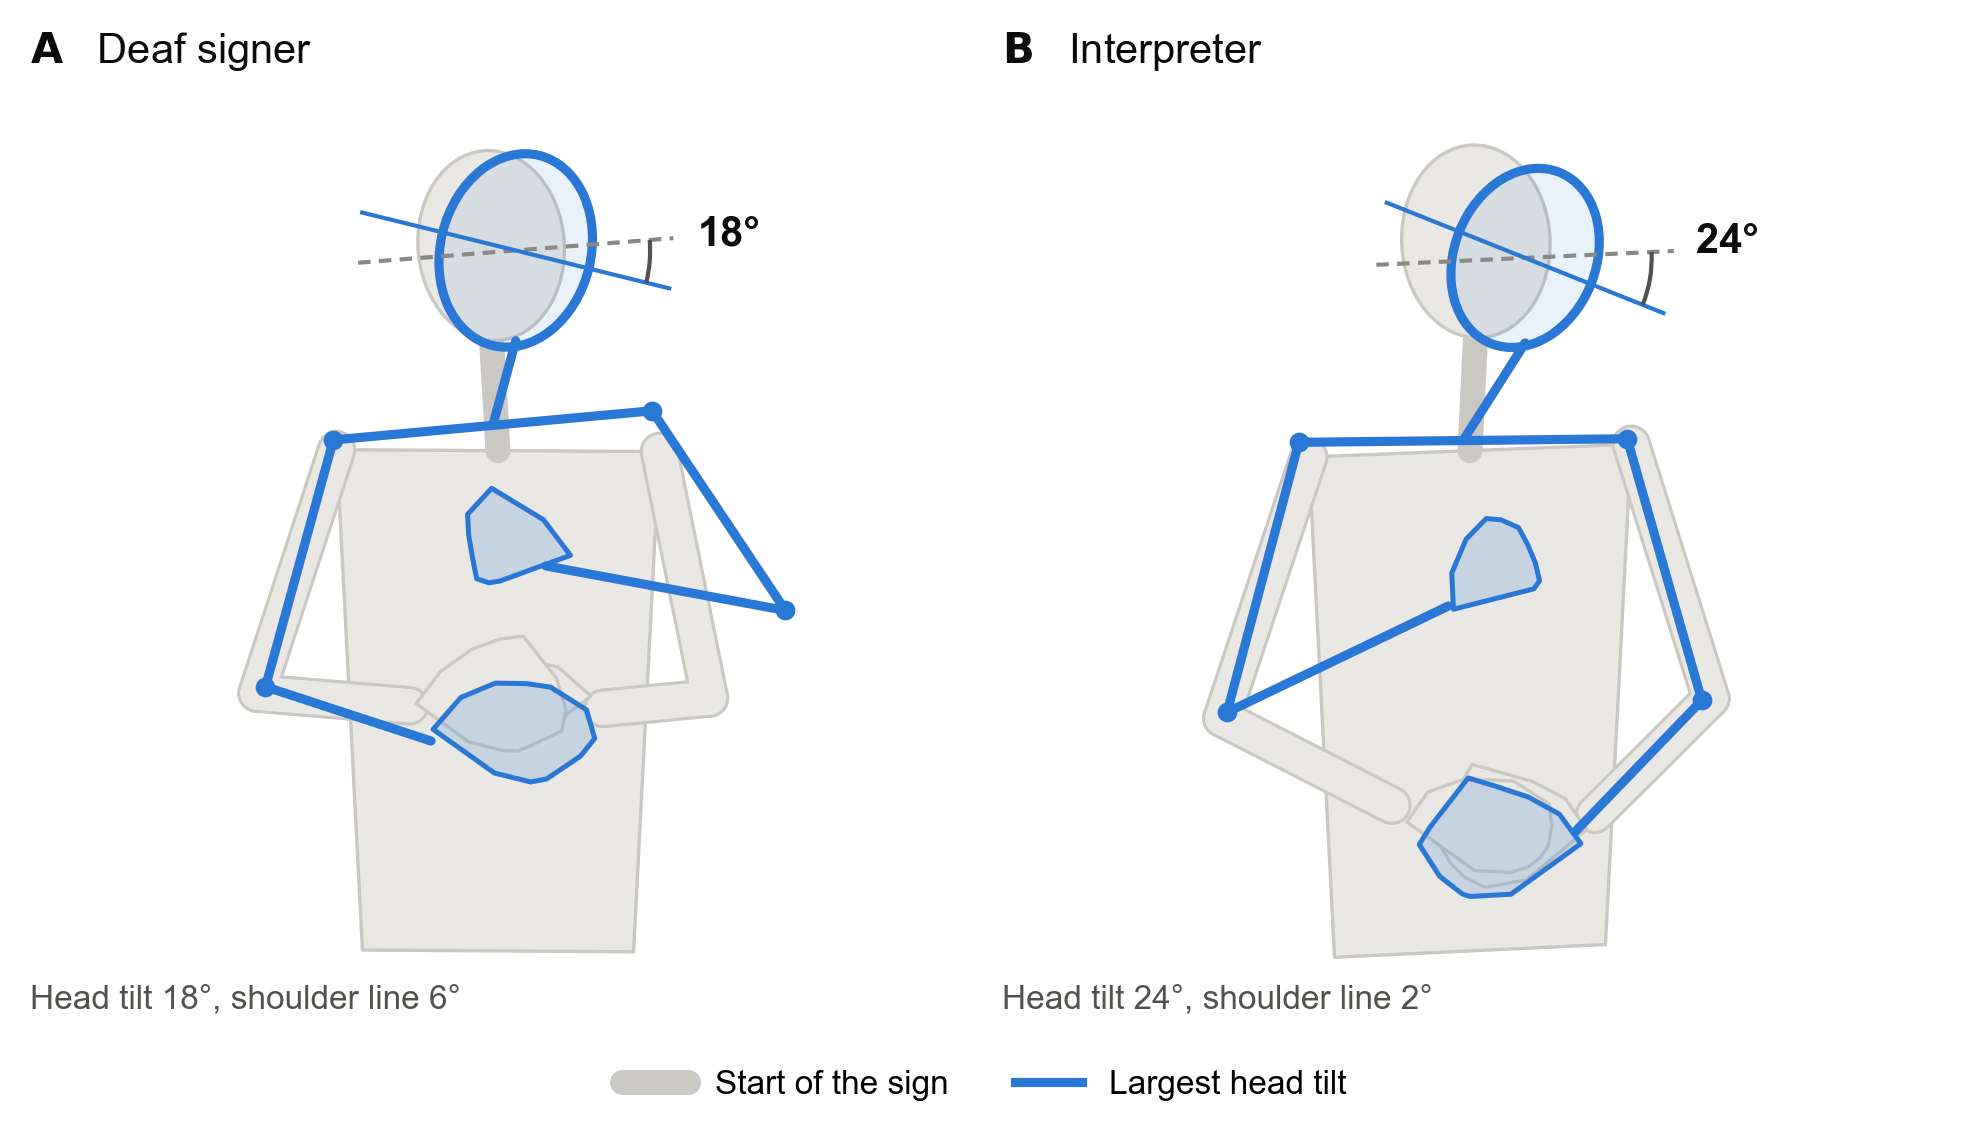 A Deaf signer
B Interpreter
18°
24°
Head tilt 18°, shoulder line 6°
Head tilt 24°, shoulder line 2°
Start of the sign
Largest head tilt